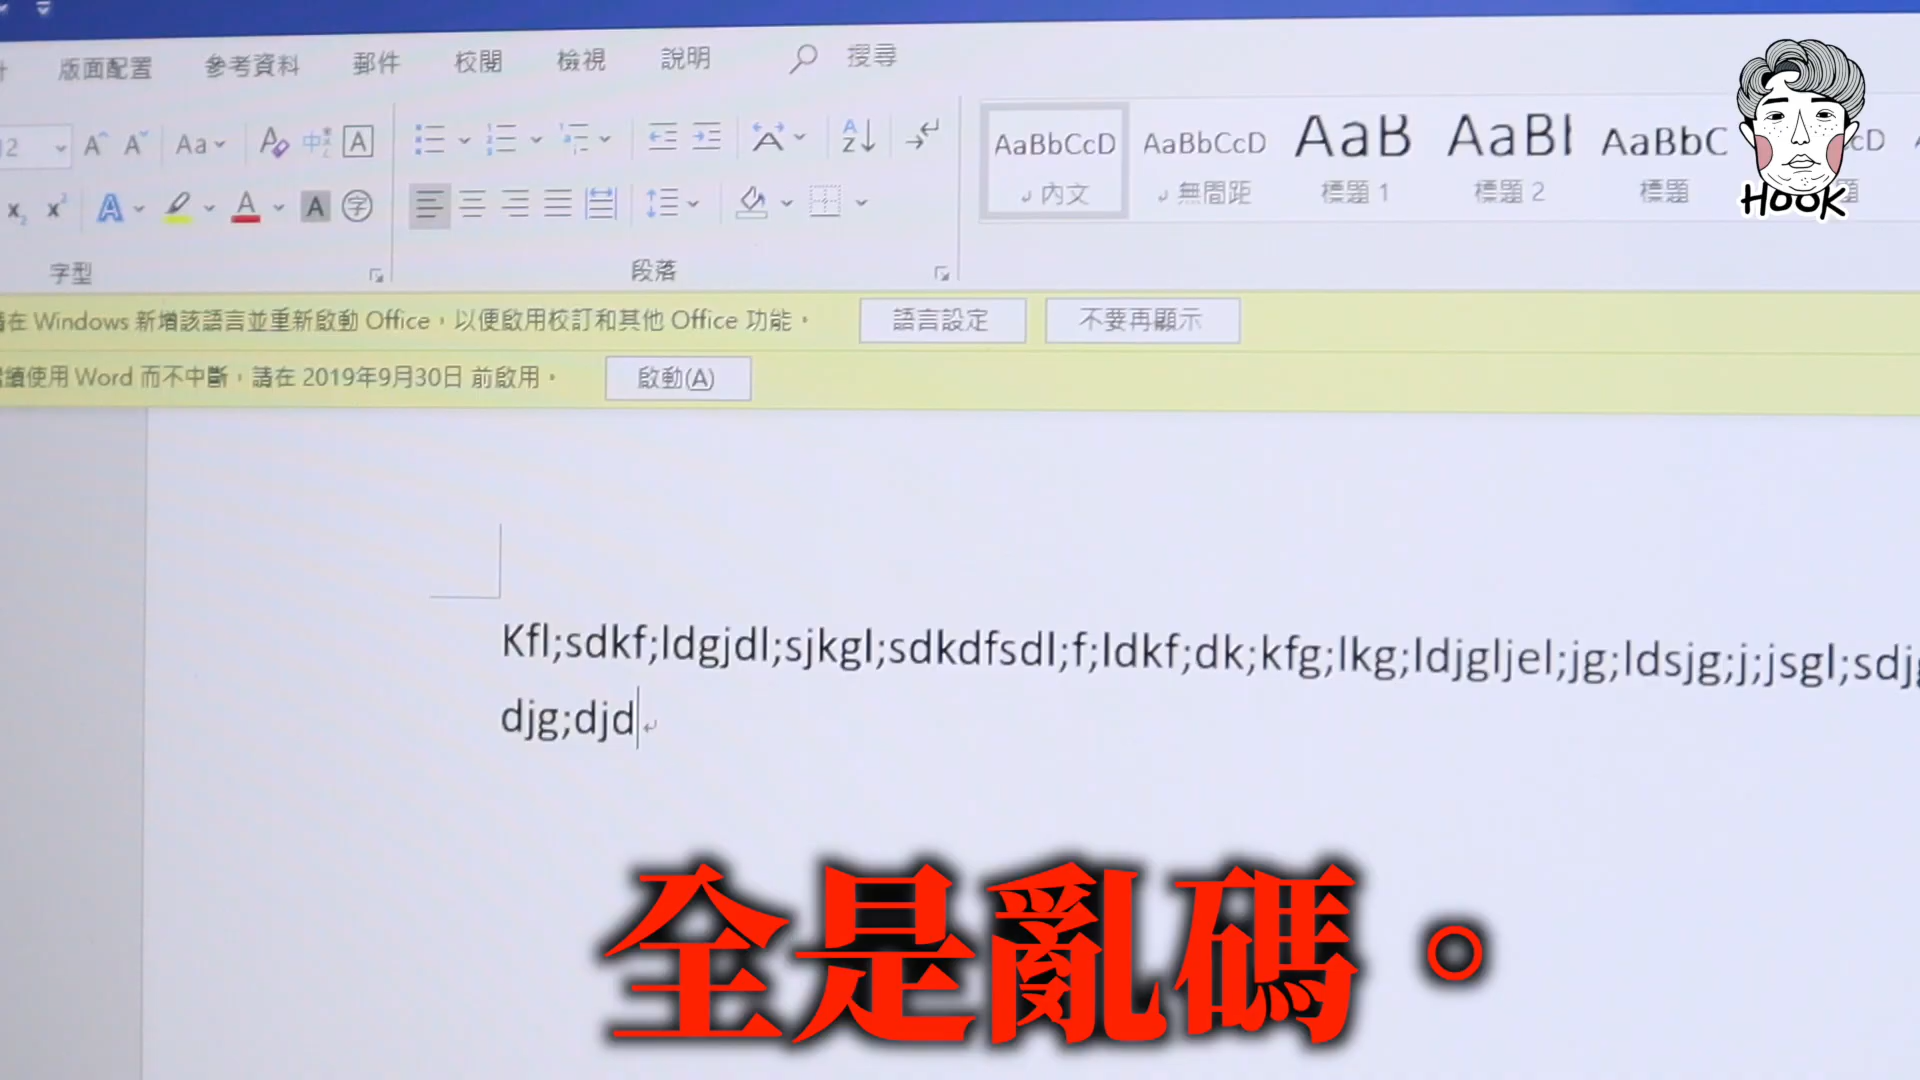 版面配置 參考資料 郵件 校閱 檢視 說明 搜尋
Aa A
A A 字
AaBbCcD AaBbCcD AaB AaBl AaBbC
內文 無間距 標題 1 標題 2 標題
字型 段落
HOOK
在 Windows 新增該語言並重新啟動 Office，以便啟用校訂和其他 Office 功能。 語言設定 不要再顯示
續使用 Word 而不中斷，請在 2019年9月30日 前啟用。 啟動(A)
Kfl;sdkf;ldgjdl;sjkgl;sdkdfsdl;f;ldkf;dk;kfg;lkg;ldjgljel;jg;ldsjg;j;jsgl;sdjg
djg;djd
全是亂碼。